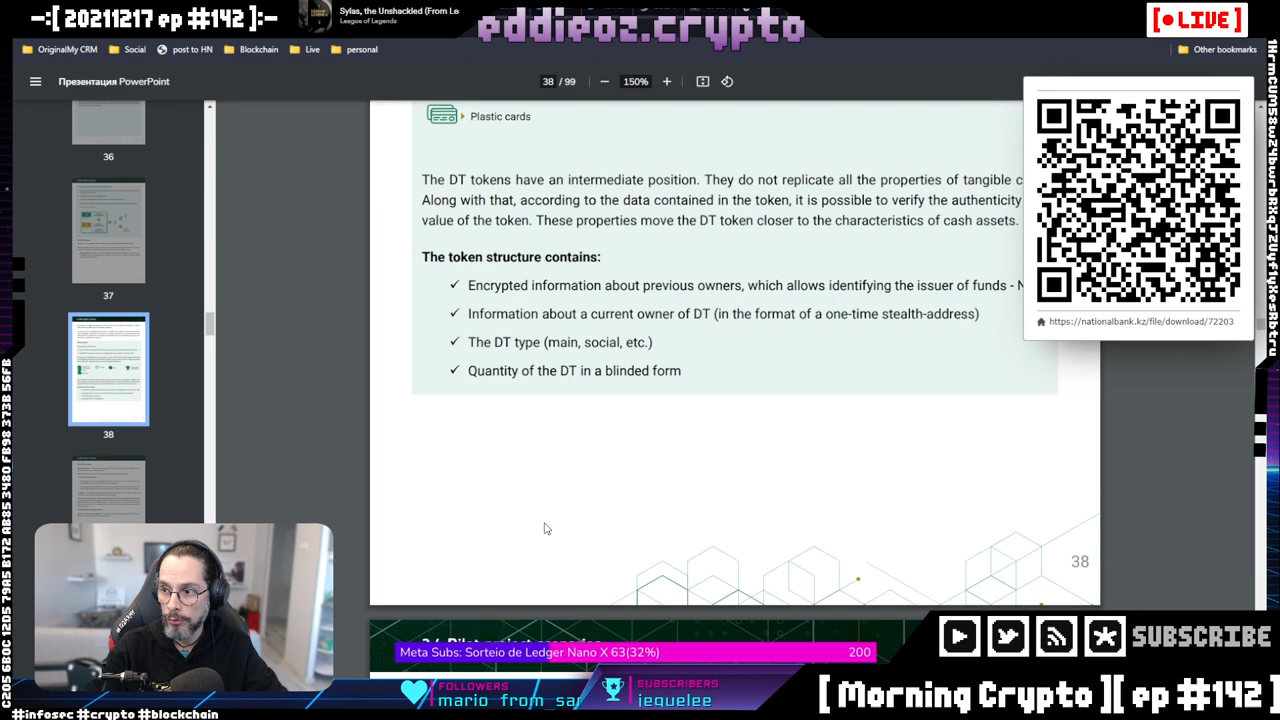 -:[ 20211217 ep #142 ]:-
Sylas, the Unshackled (From Le
League of Legends
eddieoz.crypto
[●LIVE]
OriginalMy CRM
Social
post to HN
Blockchain
Live
personal
Other bookmarks
Презентация PowerPoint
38 / 99
150%
36
37
38
Plastic cards
The DT tokens have an intermediate position. They do not replicate all the properties of tangible c
Along with that, according to the data contained in the token, it is possible to verify the authenticity
value of the token. These properties move the DT token closer to the characteristics of cash assets.
The token structure contains:
✓ Encrypted information about previous owners, which allows identifying the issuer of funds - N
✓ Information about a current owner of DT (in the format of a one-time stealth-address)
✓ The DT type (main, social, etc.)
✓ Quantity of the DT in a blinded form
38
https://nationalbank.kz/file/download/72203
Meta Subs: Sorteio de Ledger Nano X 63(32%)
200
SUBSCRIBE
FOLLOWERS
mario_from_sa
SUBSCRIBERS
jequelee
[ Morning Crypto ][ ep #142 ]
#infosec #crypto #blockchain